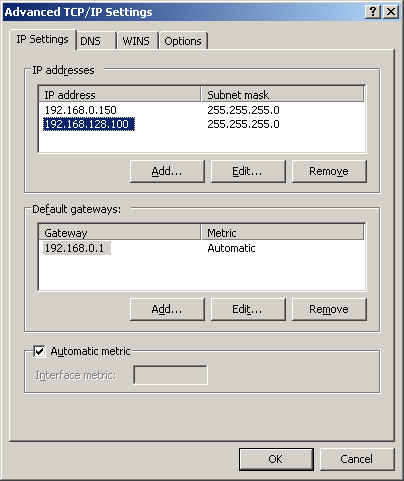 Advanced TCP/IP Settings
IP Settings DNS WINS Options
IP addresses
IP address Subnet mask
192.168.0.150 255.255.255.0
192.168.128.100 255.255.255.0
Add... Edit... Remove
Default gateways:
Gateway Metric
192.168.0.1 Automatic
Add... Edit... Remove
Automatic metric
Interface metric:
OK Cancel